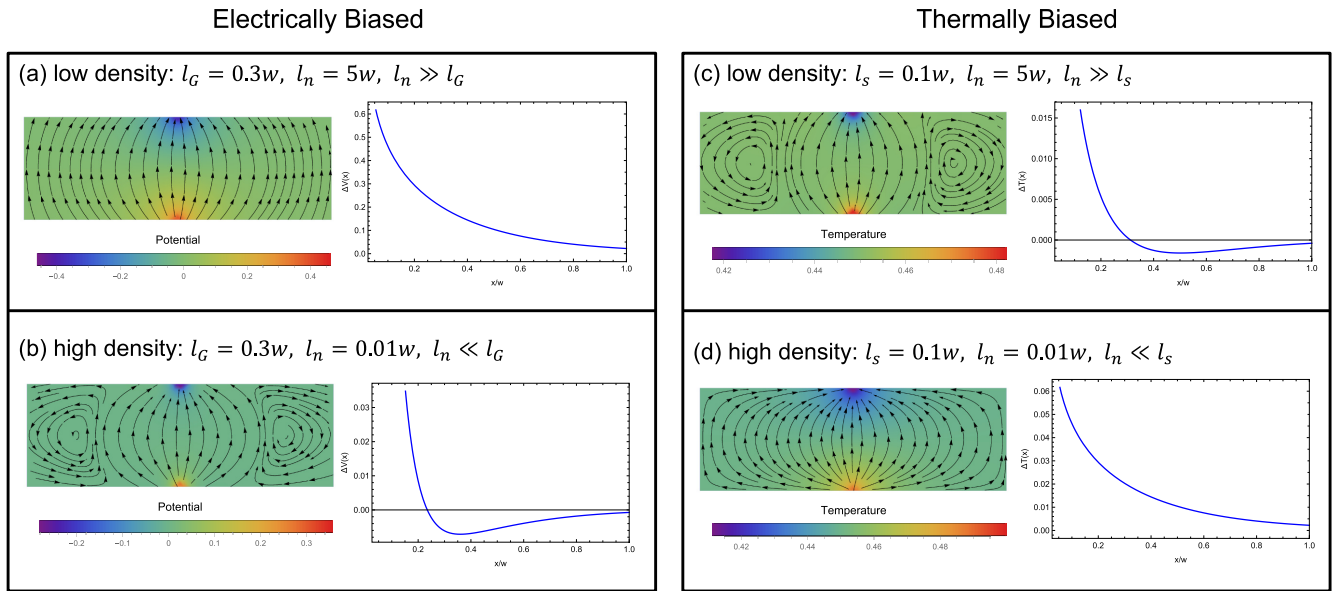 Electrically Biased
Thermally Biased
(a) low density: l_G = 0.3w, l_n = 5w, l_n ≫ l_G
0.6
0.5
0.4
0.3
0.2
0.1
0.0
ΔV(x)
0.2 0.4 0.6 0.8 1.0
x/w
Potential
−0.4 −0.2 0 0.2 0.4
(b) high density: l_G = 0.3w, l_n = 0.01w, l_n ≪ l_G
0.03
0.02
0.01
0.00
ΔV(x)
0.2 0.4 0.6 0.8 1.0
x/w
Potential
−0.2 −0.1 0 0.1 0.2 0.3
(c) low density: l_s = 0.1w, l_n = 5w, l_n ≫ l_s
0.015
0.010
0.005
0.000
ΔT(x)
0.2 0.4 0.6 0.8 1.0
x/w
Temperature
0.42 0.44 0.46 0.48
(d) high density: l_s = 0.1w, l_n = 0.01w, l_n ≪ l_s
0.06
0.05
0.04
0.03
0.02
0.01
0.00
ΔT(x)
0.2 0.4 0.6 0.8 1.0
x/w
Temperature
0.42 0.44 0.46 0.48